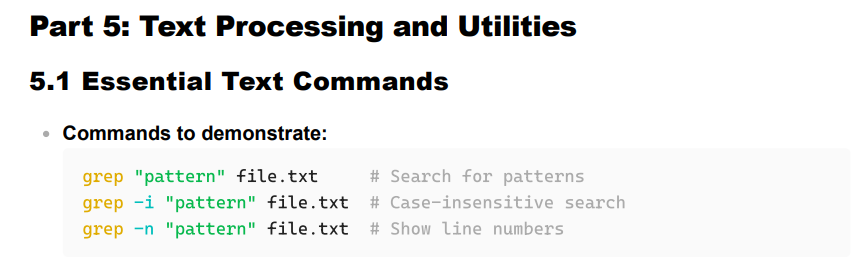 Part 5: Text Processing and Utilities
5.1 Essential Text Commands
Commands to demonstrate:
grep "pattern" file.txt     # Search for patterns
grep -i "pattern" file.txt  # Case-insensitive search
grep -n "pattern" file.txt  # Show line numbers